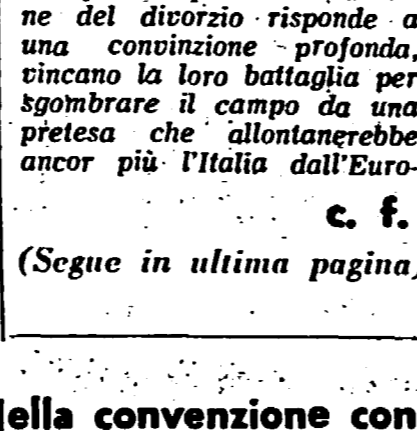 ne del divorzio risponde a
una convinzione - profonda,
vincano la loro battaglia per
sgombrare il campo da una
pretesa che allontanerebbe
ancor più l'Italia dall'Euro-
c. f.
(Segue in ultima pagina)
della convenzione con